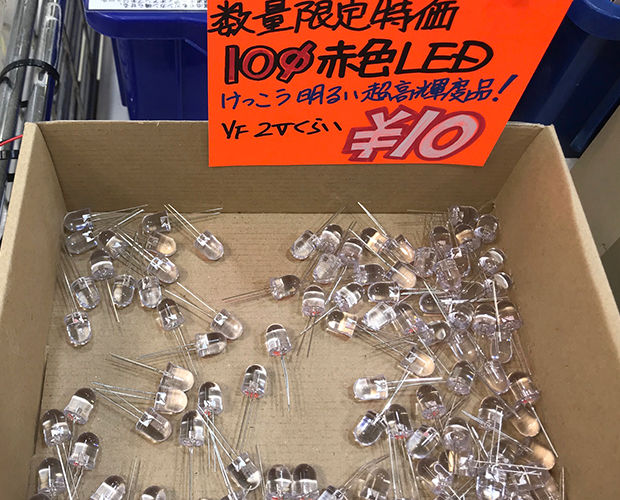 数量限定特価
10φ赤色LED
けっこう明るい超高輝度品!
VF 2Vくらい
¥10